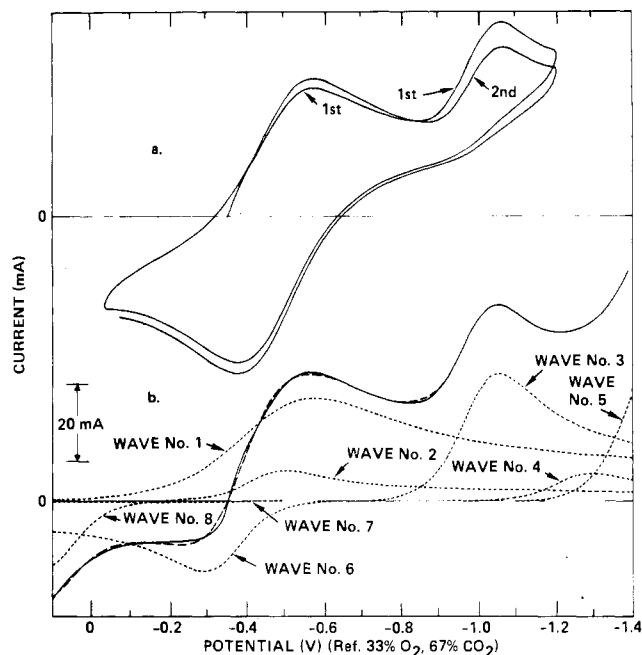 a.
1st
1st
2nd
0
CURRENT (mA)
b.
20 mA
0
WAVE No. 1
WAVE No. 2
WAVE No. 3
WAVE
No. 5
WAVE No. 4
WAVE No. 8
WAVE No. 7
WAVE No. 6
0 -0.2 -0.4 -0.6 -0.8 -1.0 -1.2 -1.4
POTENTIAL (V) (Ref. 33% O₂, 67% CO₂)